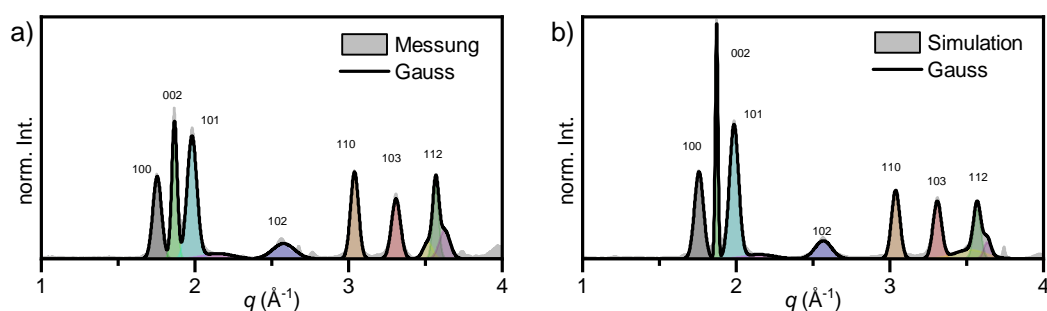 a)
Messung
Gauss
002
101
100
102
110
103
112
norm. Int.
1
2
3
4
q (Å-1)
b)
Simulation
Gauss
002
101
100
102
110
103
112
norm. Int.
1
2
3
4
q (Å-1)